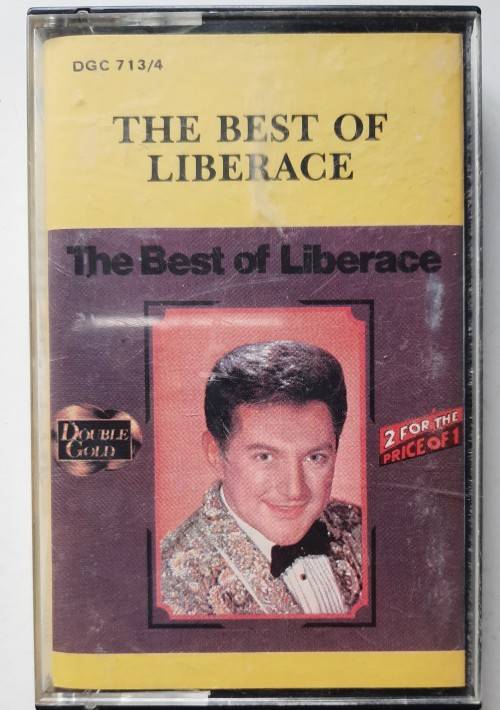 DGC 713/4
THE BEST OF
LIBERACE
The Best of Liberace
DOUBLE
GOLD
2 FOR THE
PRICE OF 1